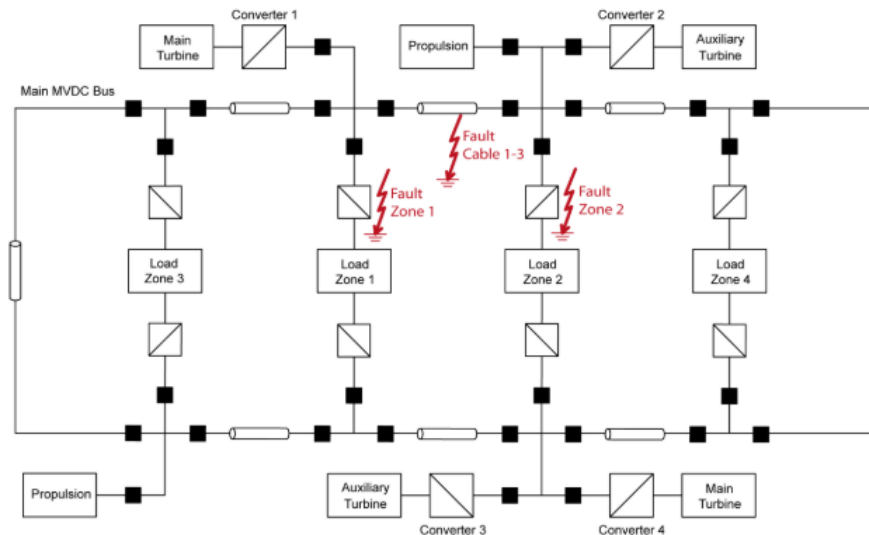 Converter 1
Converter 2
Main
Turbine
Propulsion
Auxiliary
Turbine
Main MVDC Bus
Fault
Cable 1-3
Fault
Zone 1
Fault
Zone 2
Load
Zone 3
Load
Zone 1
Load
Zone 2
Load
Zone 4
Propulsion
Auxiliary
Turbine
Main
Turbine
Converter 3
Converter 4